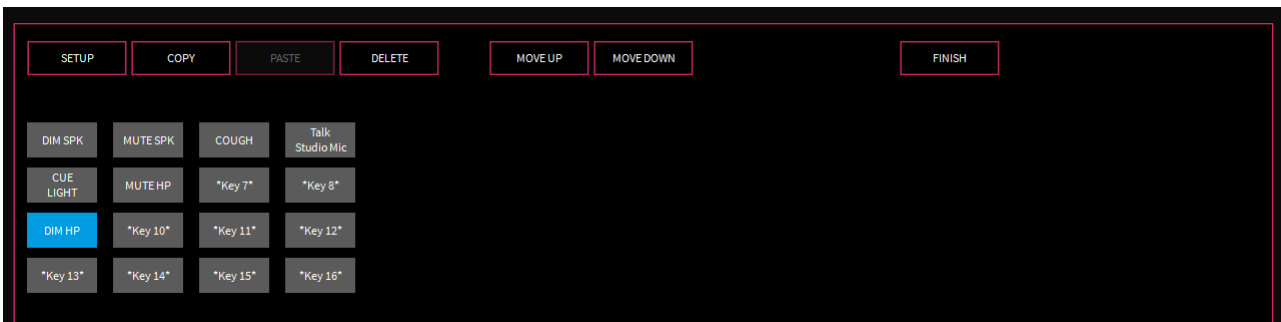 SETUP COPY PASTE DELETE MOVE UP MOVE DOWN FINISH
DIM SPK MUTE SPK COUGH Talk
Studio Mic
CUE
LIGHT MUTE HP *Key 7* *Key 8*
DIM HP *Key 10* *Key 11* *Key 12*
*Key 13* *Key 14* *Key 15* *Key 16*